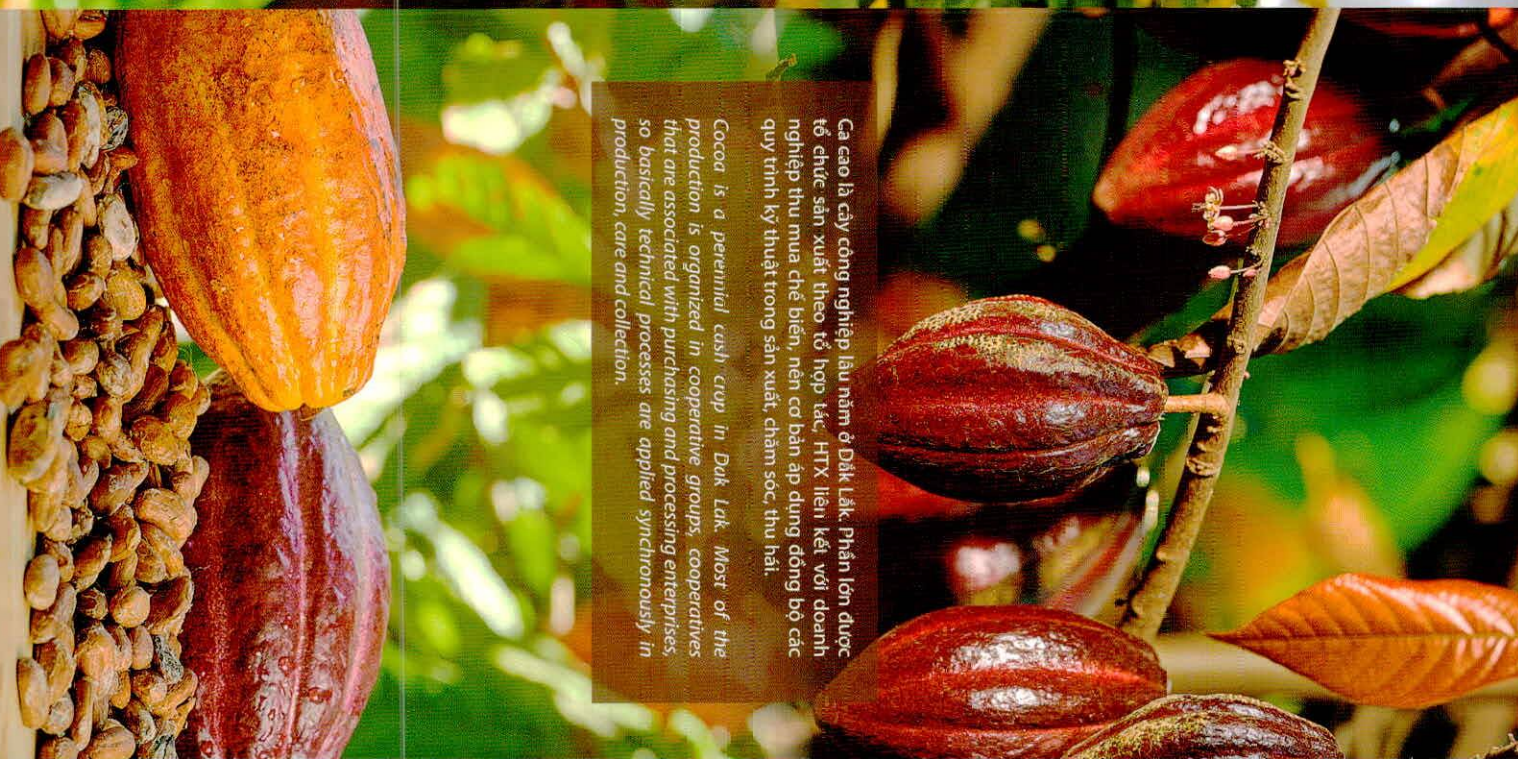 Ca cao là cây công nghiệp lâu năm ở Đắk Lắk. Phần lớn được
tổ chức sản xuất theo tổ hợp tác, HTX liên kết với doanh
nghiệp thu mua chế biến, nên cơ bản áp dụng đồng bộ các
quy trình kỹ thuật trong sản xuất, chăm sóc, thu hái.
Cocoa is a perennial cash crop in Dak Lak. Most of the
production is organized in cooperative groups, cooperatives
that are associated with purchasing and processing enterprises,
so basically technical processes are applied synchronously in
production, care and collection.